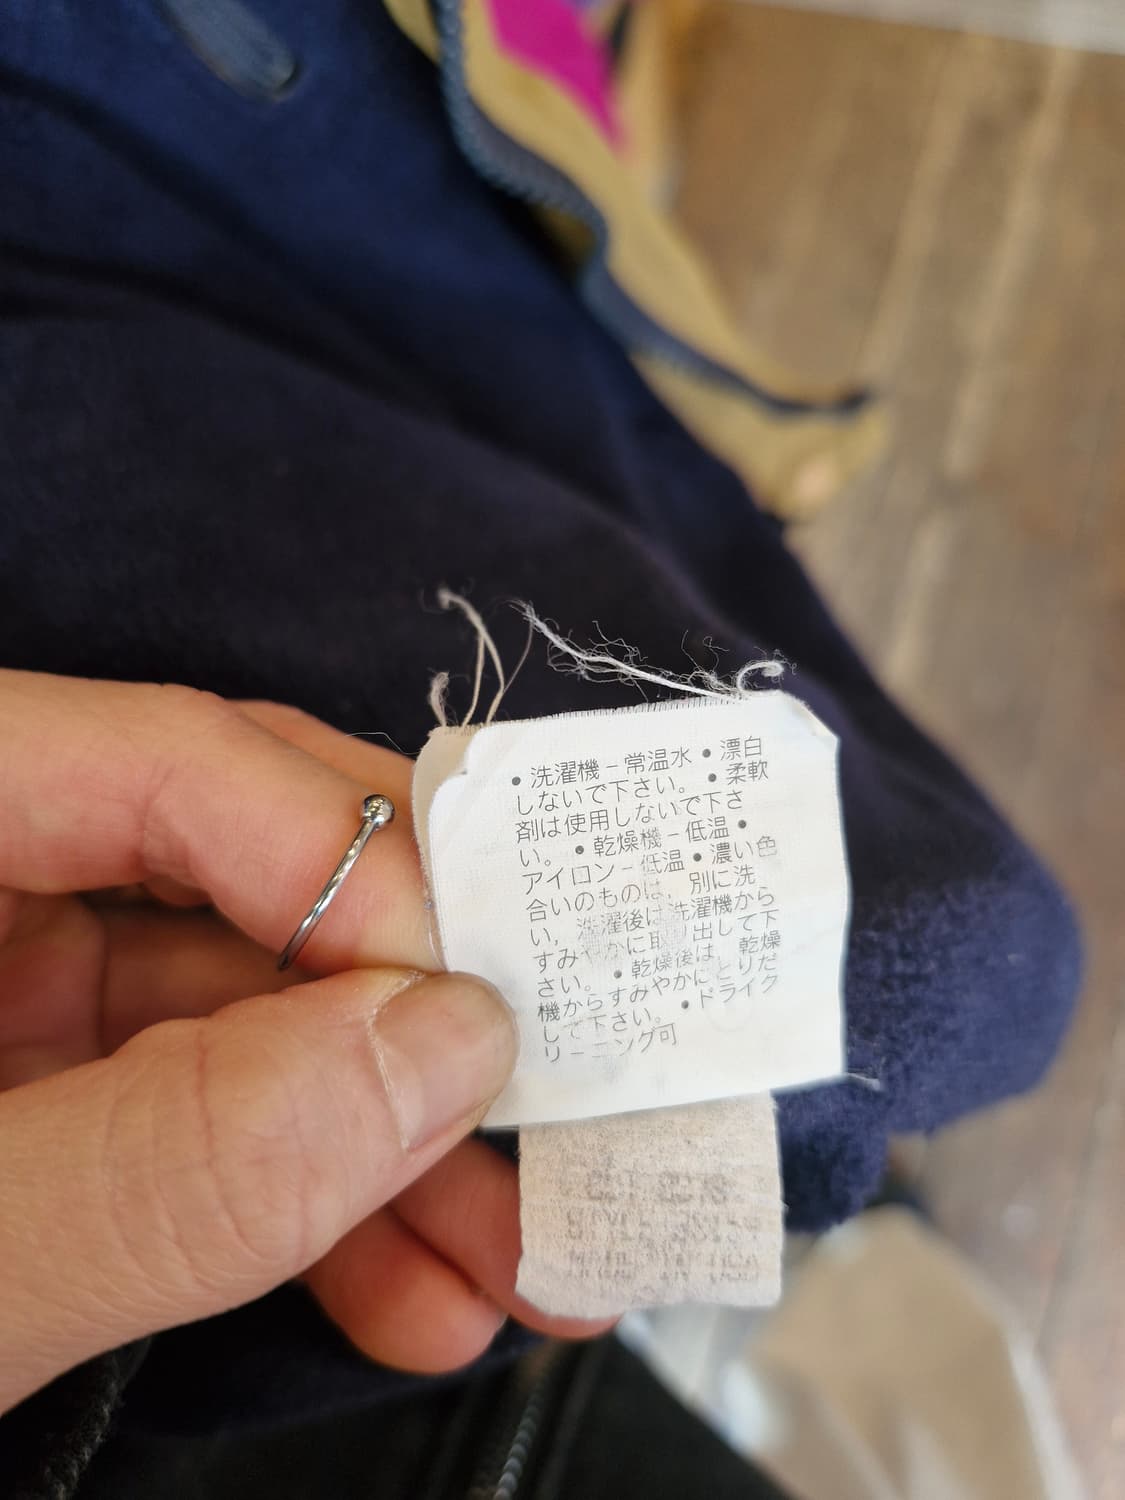 • 洗濯機 – 常温水 • 漂白
しないで下さい。 • 柔軟
剤は使用しないで下さ
い。 • 乾燥機 – 低温 •
アイロン – 低温 • 濃い色
合いのものは、別に洗
い, 洗濯後は洗濯機から
すみやかに取り出して下
さい。 • 乾燥後は、乾燥
機からすみやかにとりだ
して下さい。 • ドライク
リーニング可